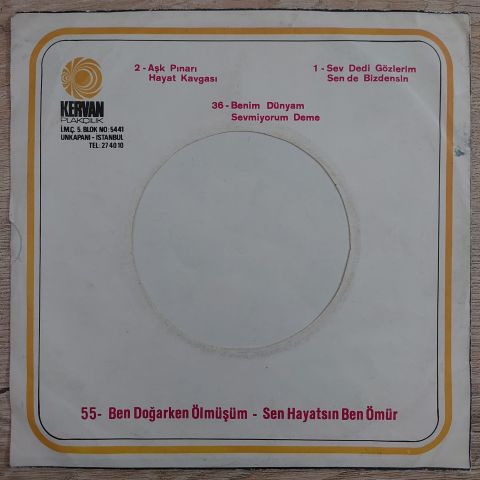 KERVAN
PLAKÇILIK
İ.M.Ç. 5. BLOK NO: 5441
UNKAPANI - İSTANBUL
TEL: 27 40 10
2 - Aşk Pınarı
Hayat Kavgası
1 - Sev Dedi Gözlerim
Sen de Bizdensin
36 - Benim Dünyam
Sevmiyorum Deme
55- Ben Doğarken Ölmüşüm - Sen Hayatsın Ben Ömür